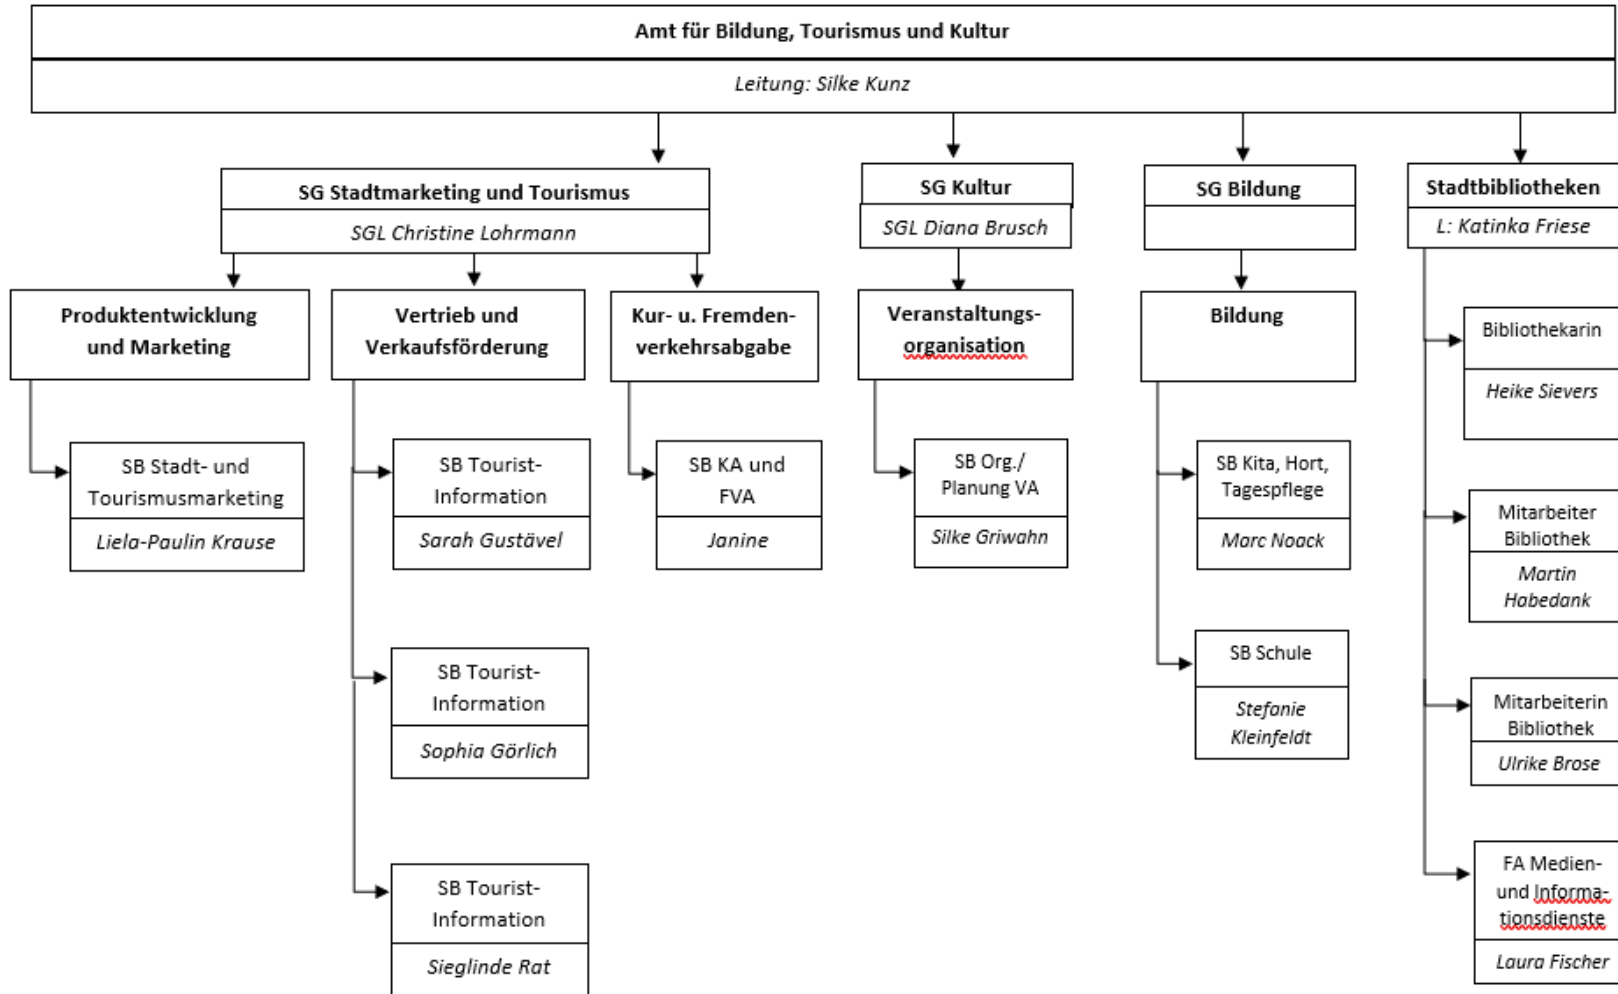 Amt für Bildung, Tourismus und Kultur
Leitung: Silke Kunz
SG Stadtmarketing und Tourismus
SGL Christine Lohrmann
Produktentwicklung
und Marketing
SB Stadt- und
Tourismusmarketing
Liela-Paulin Krause
Vertrieb und
Verkaufsförderung
SB Tourist-
Information
Sarah Gustävel
SB Tourist-
Information
Sophia Görlich
SB Tourist-
Information
Sieglinde Rat
Kur- u. Fremden-
verkehrsabgabe
SB KA und
FVA
Janine
SG Kultur
SGL Diana Brusch
Veranstaltungs-
organisation
SB Org./
Planung VA
Silke Griwahn
SG Bildung
Bildung
SB Kita, Hort,
Tagespflege
Marc Noack
SB Schule
Stefanie
Kleinfeldt
Stadtbibliotheken
L: Katinka Friese
Bibliothekarin
Heike Sievers
Mitarbeiter
Bibliothek
Martin
Habedank
Mitarbeiterin
Bibliothek
Ulrike Brose
FA Medien-
und Informa-
tionsdienste
Laura Fischer